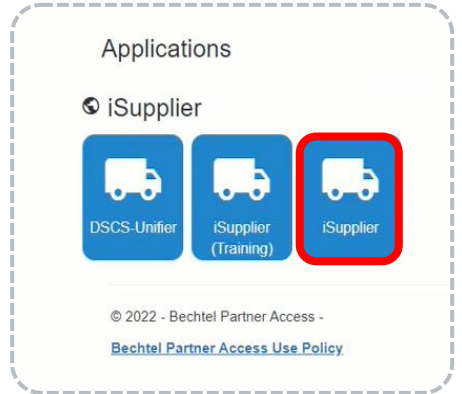 Applications
iSupplier
DSCS-Unifier
iSupplier
(Training)
iSupplier
© 2022 - Bechtel Partner Access -
Bechtel Partner Access Use Policy